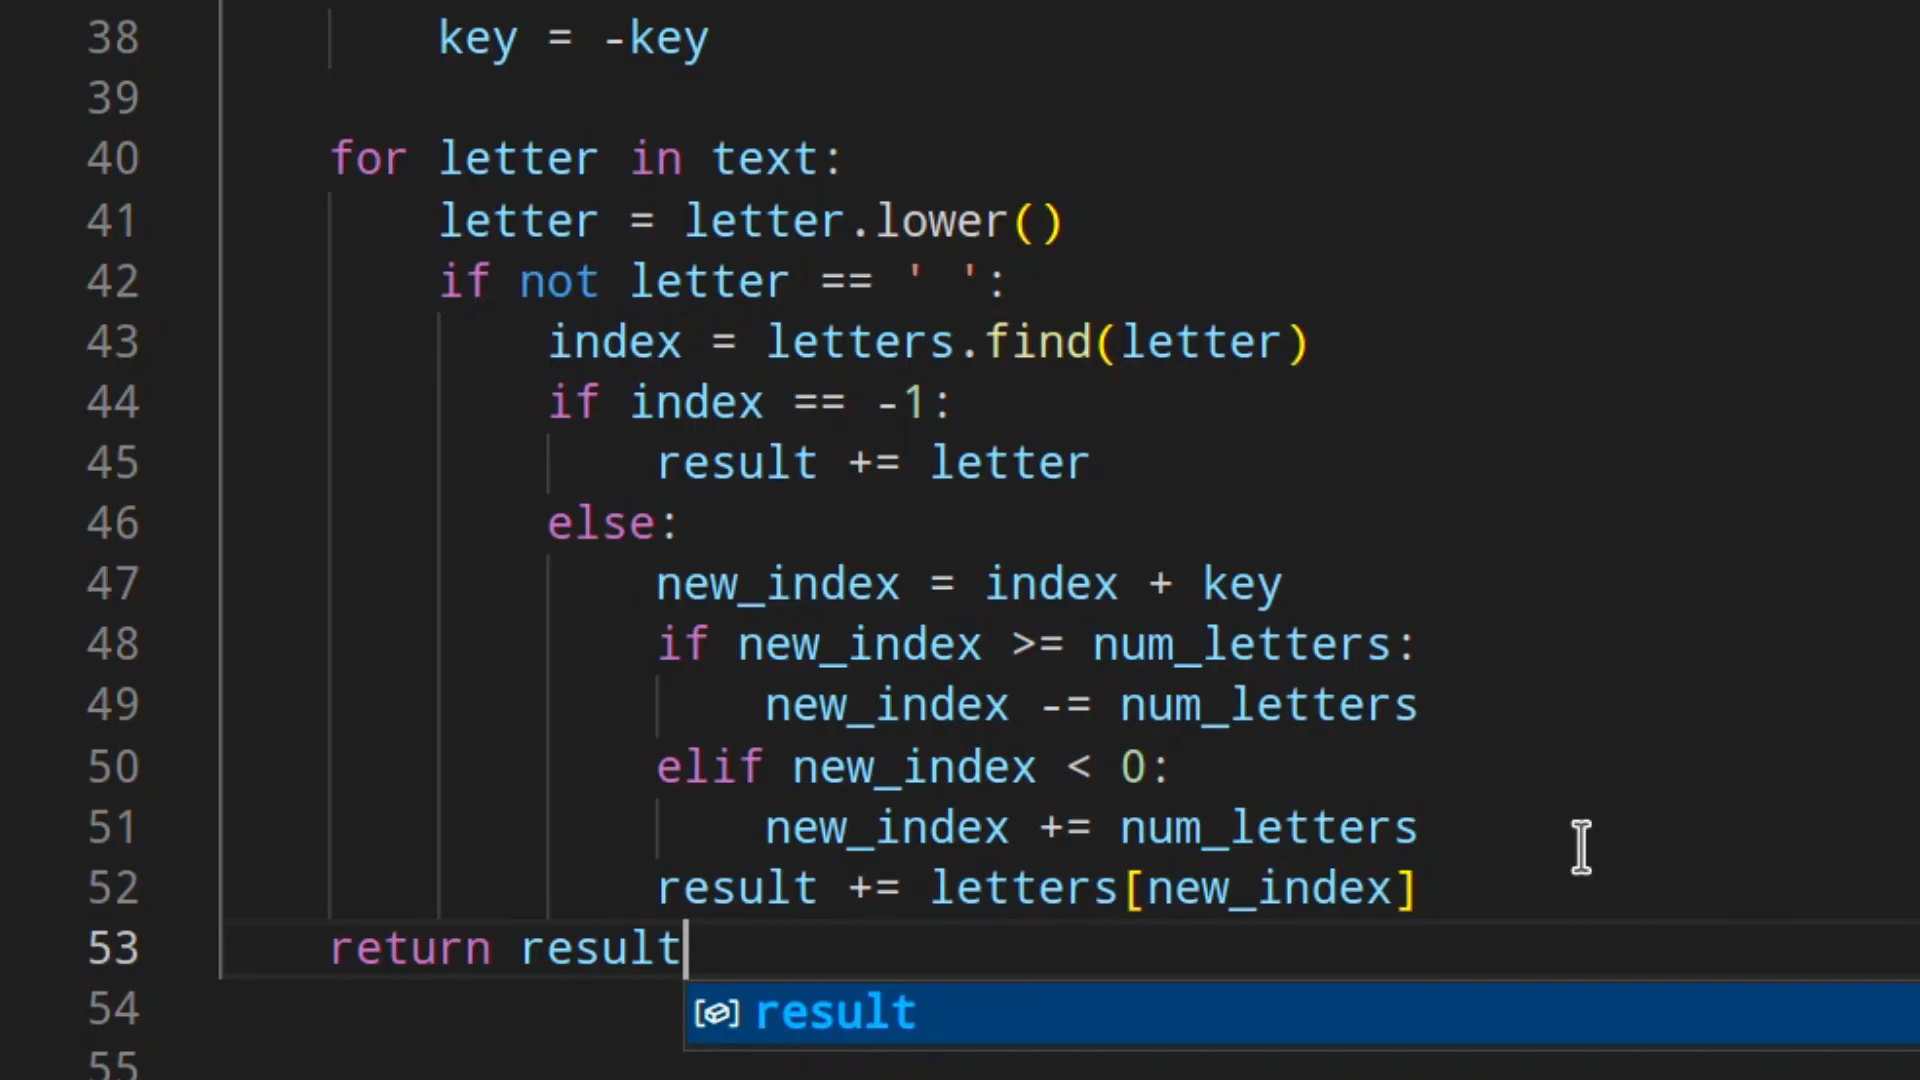 38 key = -key
39
40 for letter in text:
41 letter = letter.lower()
42 if not letter == ' ':
43 index = letters.find(letter)
44 if index == -1:
45 result += letter
46 else:
47 new_index = index + key
48 if new_index >= num_letters:
49 new_index -= num_letters
50 elif new_index < 0:
51 new_index += num_letters
52 result += letters[new_index]
53 return result
54 result
55